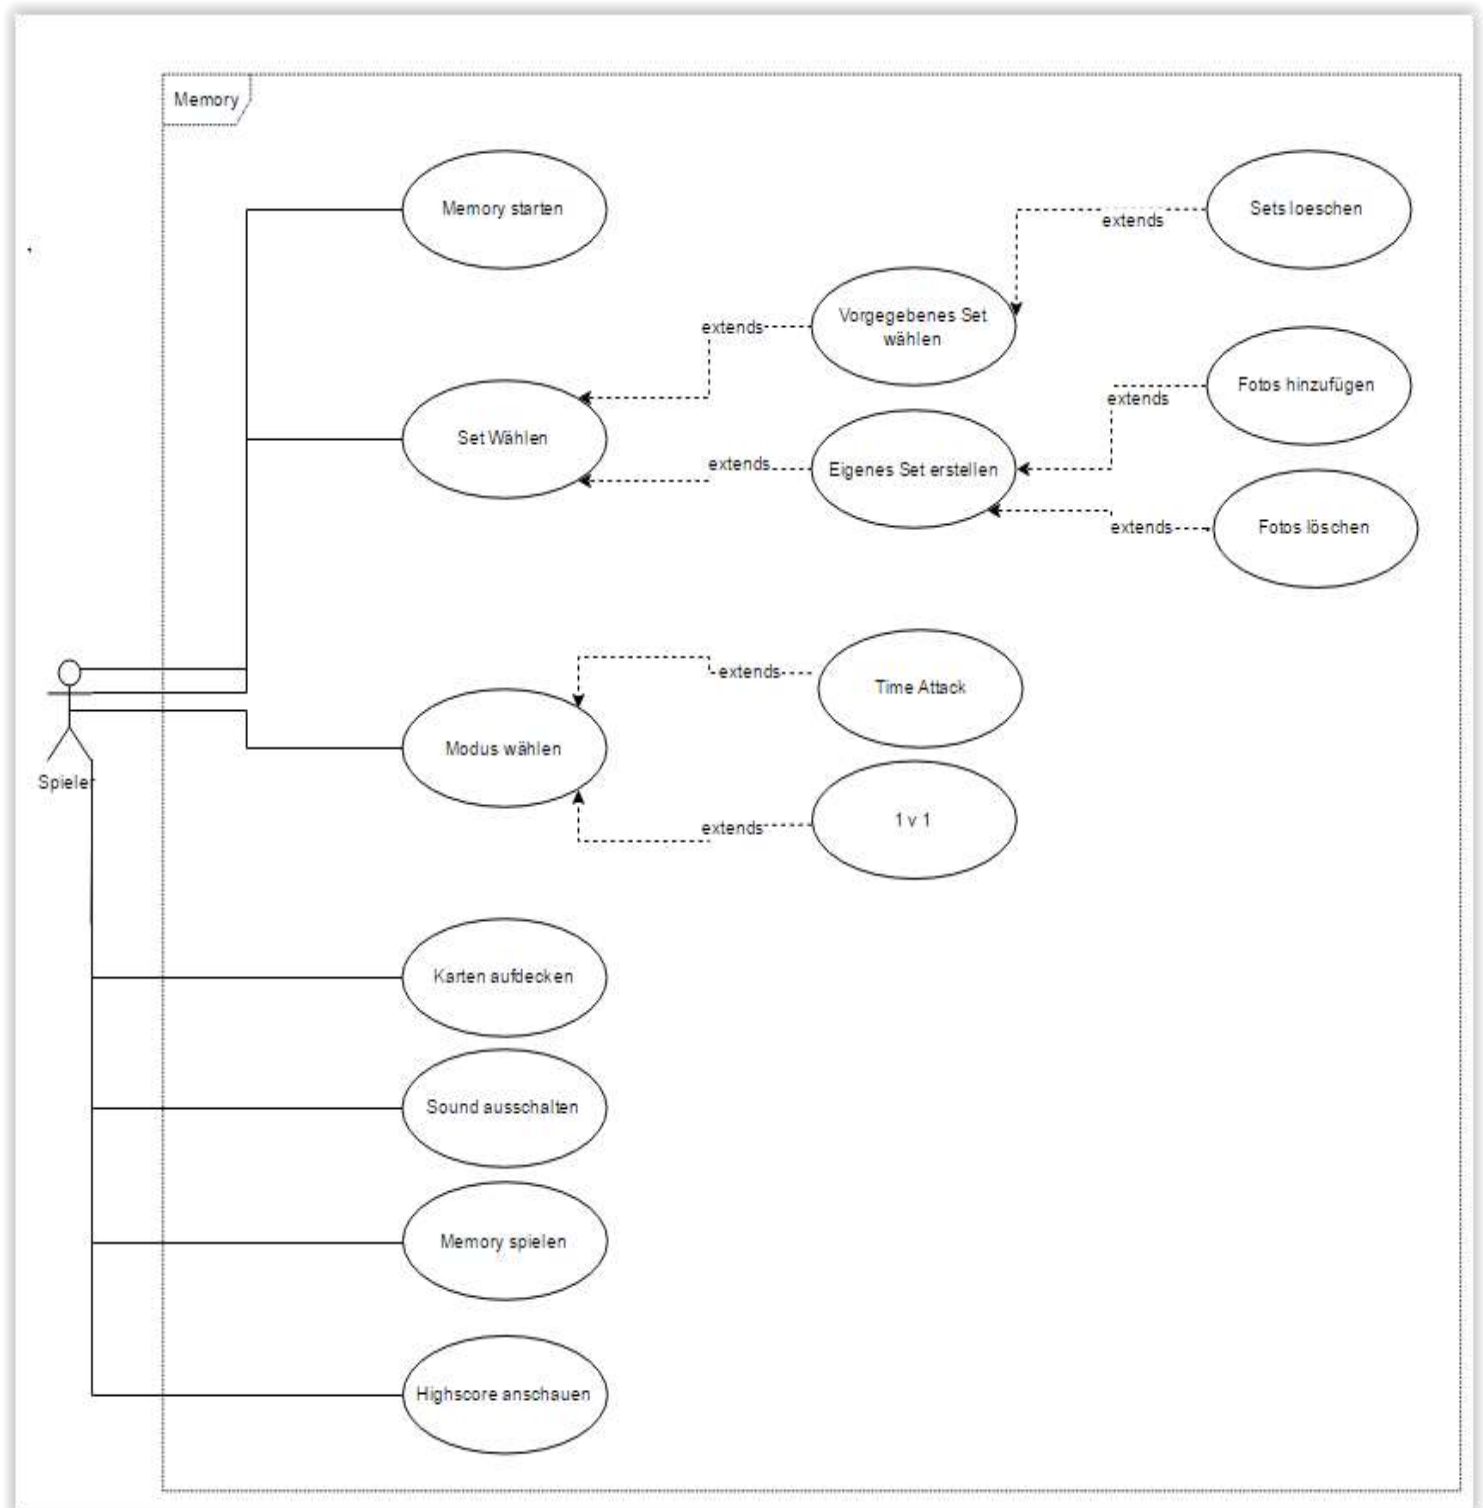 Memory
Memory starten
Sets loeschen
extends
Vorgegebenes Set
wählen
extends
Fotos hinzufügen
extends
Set Wählen
extends
Eigenes Set erstellen
extends
Fotos löschen
extends
Time Attack
Modus wählen
Spieler
extends
1 v 1
Karten aufdecken
Sound ausschalten
Memory spielen
Highscore anschauen